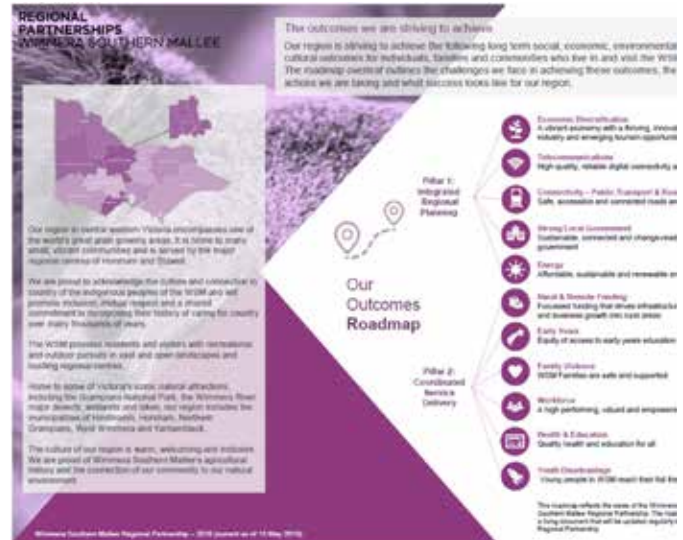 REGIONAL
PARTNERSHIPS
WIMMERA SOUTHERN MALLEE
The outcomes we are striving to achieve
Our region is striving to achieve the following long term social, economic, environmental
cultural outcomes for individuals, families and communities who live in and visit the WSM
The roadmap overleaf outlines the challenges we face in achieving these outcomes, the
actions we are taking and what success looks like for our region.
Our region in central western Victoria encompasses one of
the world's great grain growing areas. It is home to many
small, vibrant communities and is served by the major
regional centres of Horsham and Stawell.
We are proud to acknowledge the culture and connection to
country of the indigenous peoples of the WSM and will
promote inclusion, mutual respect and a shared
commitment to recognising their history of caring for country
over many thousands of years.
The WSM provides residents and visitors with recreational
and outdoor pursuits in vast and open landscapes and
bustling regional centres.
Home to some of Victoria's iconic natural attractions,
including the Grampians National Park, the Wimmera River,
major deserts, wetlands and lakes, our region includes the
municipalities of Hindmarsh, Horsham, Northern
Grampians, West Wimmera and Yarriambiack.
The culture of our region is warm, welcoming and inclusive.
We are proud of Wimmera Southern Mallee's agricultural
history and the connection of our community to our natural
environment.
Our
Outcomes
Roadmap
Pillar 1:
Integrated
Regional
Planning
Pillar 2:
Coordinated
Service
Delivery
Economic Diversification
A vibrant economy with a thriving,
industry and emerging tourism
Telecommunications
High quality, reliable digital connectivity
Connectivity – Public Transport &
Safe, accessible and connected roads
Strong Local Government
Sustainable, connected and
government
Energy
Affordable, sustainable and renewable
Rural & Remote Funding
Focussed funding that drives
and business growth into rural areas
Early Years
Equity of access to early years education
Family Violence
WSM Families are safe and supported
Workforce
A high performing, valued and
Health & Education
Quality health and education for all
Youth Disadvantage
Young people in WSM reach their full
This roadmap reflects the views of the Wimmera
Southern Mallee Regional Partnership. The
a living document that will be updated regularly
Regional Partnership.
Wimmera Southern Mallee Regional Partnership – 2019 (current as of 15 May 2019)